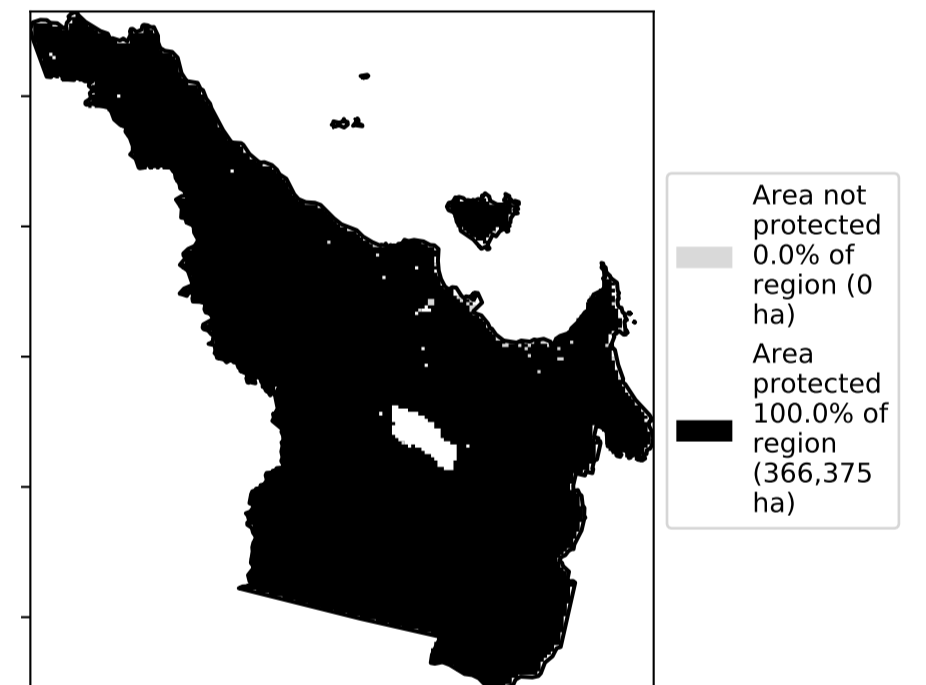 Area not
protected
0.0% of
region (0
ha)
Area
protected
100.0% of
region
(366,375
ha)